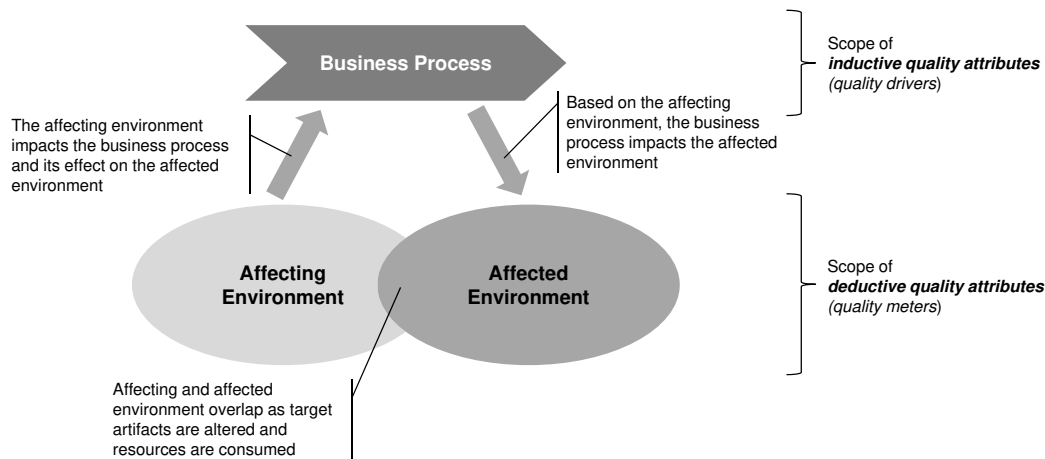 Business Process
Scope of
inductive quality attributes
(quality drivers)
The affecting environment
impacts the business process
and its effect on the affected
environment
Based on the affecting
environment, the business
process impacts the affected
environment
Affecting
Environment
Affected
Environment
Scope of
deductive quality attributes
(quality meters)
Affecting and affected
environment overlap as target
artifacts are altered and
resources are consumed